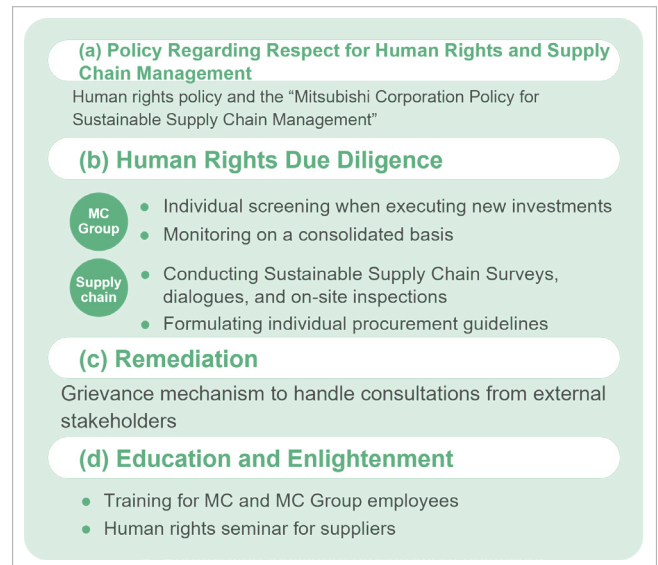 (a) Policy Regarding Respect for Human Rights and Supply
Chain Management
Human rights policy and the “Mitsubishi Corporation Policy for
Sustainable Supply Chain Management”
(b) Human Rights Due Diligence
MC
Group
● Individual screening when executing new investments
● Monitoring on a consolidated basis
Supply
chain
● Conducting Sustainable Supply Chain Surveys,
dialogues, and on-site inspections
● Formulating individual procurement guidelines
(c) Remediation
Grievance mechanism to handle consultations from external
stakeholders
(d) Education and Enlightenment
● Training for MC and MC Group employees
● Human rights seminar for suppliers